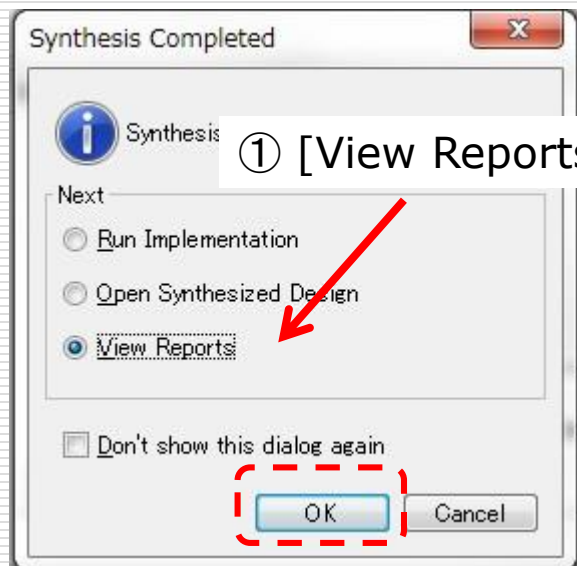 Synthesis Completed
Synthesis
① [View Reports
Next
Run Implementation
Open Synthesized Design
View Reports
Don't show this dialog again
OK
Cancel